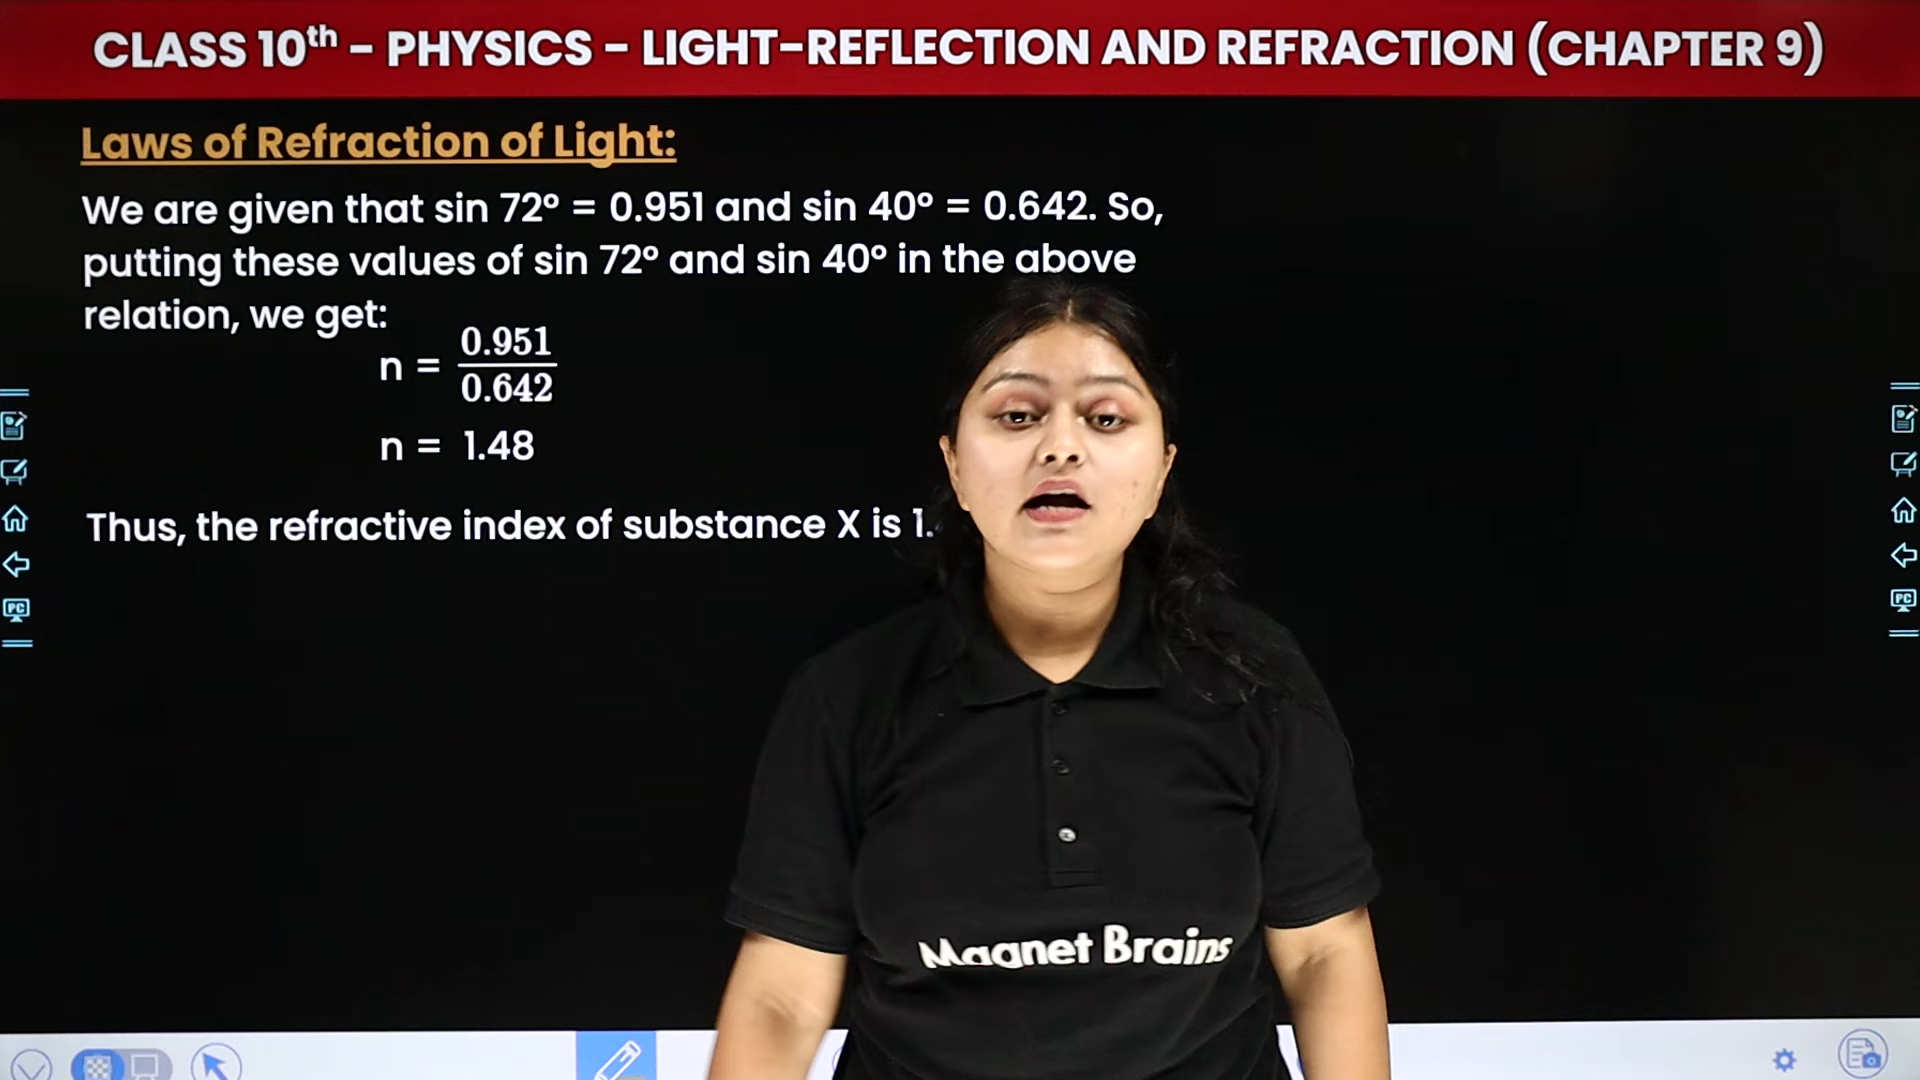 CLASS 10th - PHYSICS - LIGHT-REFLECTION AND REFRACTION (CHAPTER 9)
Laws of Refraction of Light:
We are given that sin 72° = 0.951 and sin 40° = 0.642. So,
putting these values of sin 72° and sin 40° in the above
relation, we get:
n = 0.951/0.642
n = 1.48
Thus, the refractive index of substance X is 1.
Magnet Brains
PC
PC